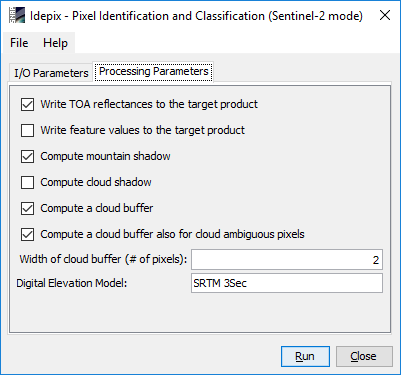 Idepix - Pixel Identification and Classification (Sentinel-2 mode)
File Help
I/O Parameters Processing Parameters
Write TOA reflectances to the target product
Write feature values to the target product
Compute mountain shadow
Compute cloud shadow
Compute a cloud buffer
Compute a cloud buffer also for cloud ambiguous pixels
Width of cloud buffer (# of pixels): 2
Digital Elevation Model: SRTM 3Sec
Run Close